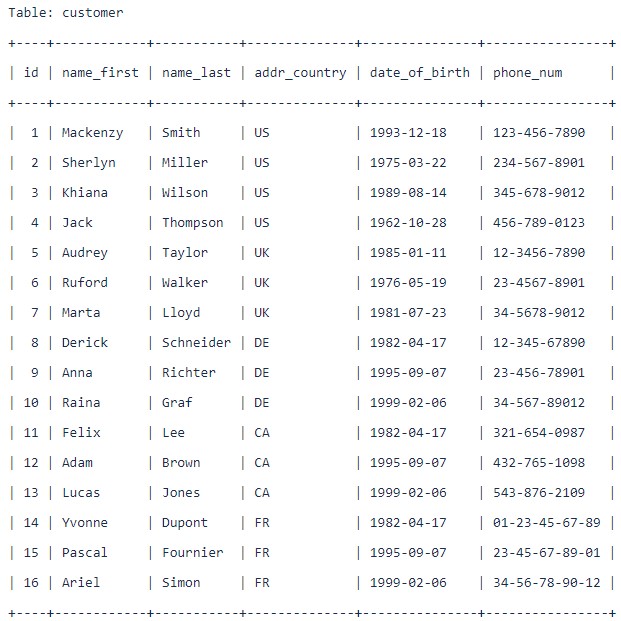 Table: customer
+----+------------+-----------+--------------+---------------+----------------+
| id | name_first | name_last | addr_country | date_of_birth | phone_num      |
+----+------------+-----------+--------------+---------------+----------------+
|  1 | Mackenzy   | Smith     | US           | 1993-12-18    | 123-456-7890   |
|  2 | Sherlyn    | Miller    | US           | 1975-03-22    | 234-567-8901   |
|  3 | Khiana     | Wilson    | US           | 1989-08-14    | 345-678-9012   |
|  4 | Jack       | Thompson  | US           | 1962-10-28    | 456-789-0123   |
|  5 | Audrey     | Taylor    | UK           | 1985-01-11    | 12-3456-7890   |
|  6 | Ruford     | Walker    | UK           | 1976-05-19    | 23-4567-8901   |
|  7 | Marta      | Lloyd     | UK           | 1981-07-23    | 34-5678-9012   |
|  8 | Derick     | Schneider | DE           | 1982-04-17    | 12-345-67890   |
|  9 | Anna       | Richter   | DE           | 1995-09-07    | 23-456-78901   |
| 10 | Raina      | Graf      | DE           | 1999-02-06    | 34-567-89012   |
| 11 | Felix      | Lee       | CA           | 1982-04-17    | 321-654-0987   |
| 12 | Adam       | Brown     | CA           | 1995-09-07    | 432-765-1098   |
| 13 | Lucas      | Jones     | CA           | 1999-02-06    | 543-876-2109   |
| 14 | Yvonne     | Dupont    | FR           | 1982-04-17    | 01-23-45-67-89 |
| 15 | Pascal     | Fournier  | FR           | 1995-09-07    | 23-45-67-89-01 |
| 16 | Ariel      | Simon     | FR           | 1999-02-06    | 34-56-78-90-12 |
+----+------------+-----------+--------------+---------------+----------------+